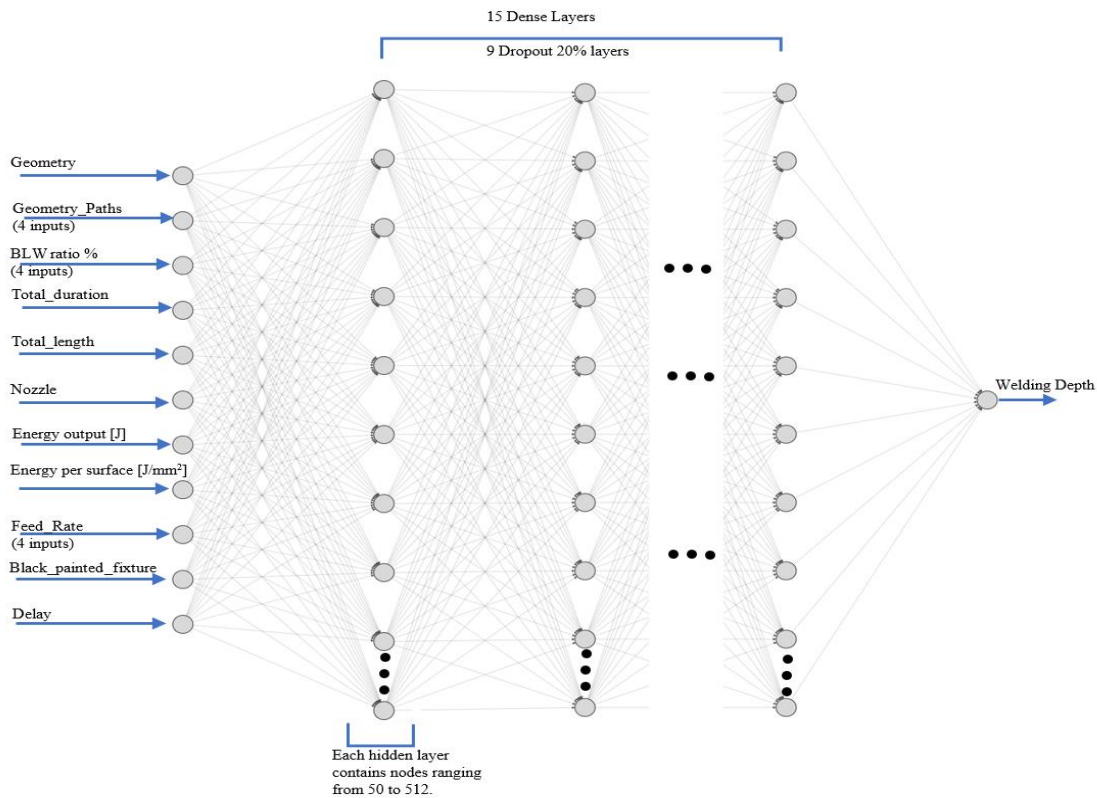 15 Dense Layers
9 Dropout 20% layers
Geometry
Geometry_Paths
(4 inputs)
BLW ratio %
(4 inputs)
Total_duration
Total_length
Nozzle
Energy output [J]
Energy per surface [J/mm²]
Feed_Rate
(4 inputs)
Black_painted_fixture
Delay
Welding Depth
Each hidden layer
contains nodes ranging
from 50 to 512.